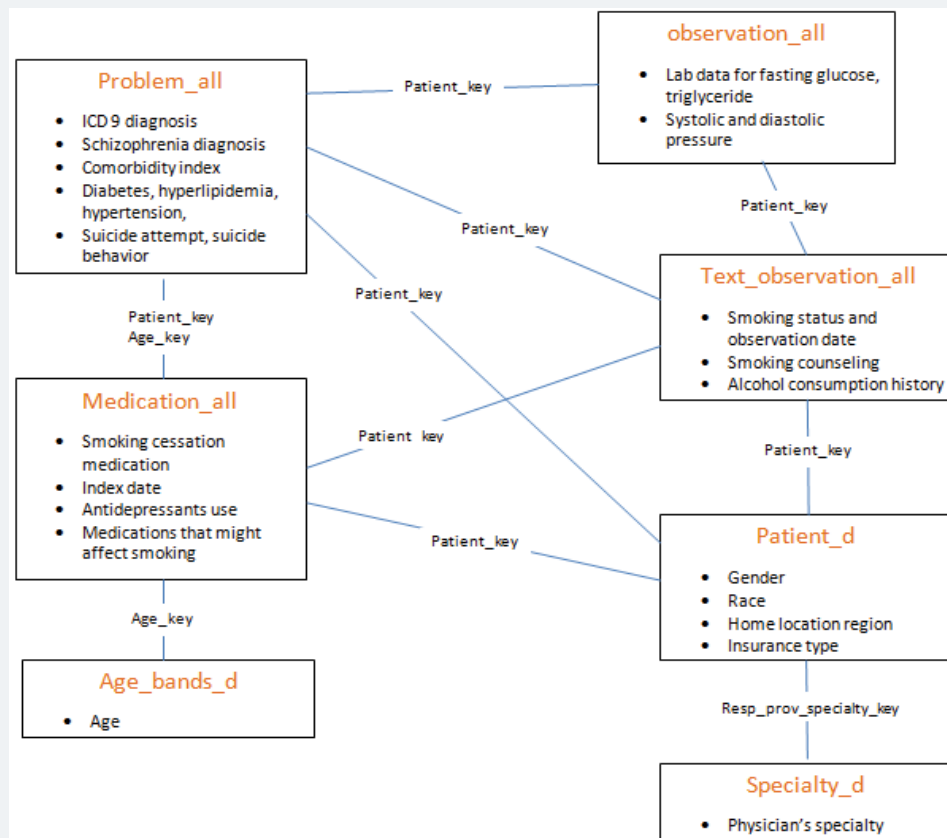 observation_all
• Lab data for fasting glucose,
triglyceride
• Systolic and diastolic
pressure
Problem_all
• ICD 9 diagnosis
• Schizophrenia diagnosis
• Comorbidity index
• Diabetes, hyperlipidemia,
hypertension,
• Suicide attempt, suicide
behavior
Patient_key
Patient_key
Patient_key
Patient_key
Patient_key
Age_key
Text_observation_all
• Smoking status and
observation date
• Smoking counseling
• Alcohol consumption history
Medication_all
• Smoking cessation
medication
• Index date
• Antidepressants use
• Medications that might
affect smoking
Patient key
Patient_key
Patient_key
Patient_d
• Gender
• Race
• Home location region
• Insurance type
Age_key
Age_bands_d
• Age
Resp_prov_specialty_key
Specialty_d
• Physician's specialty